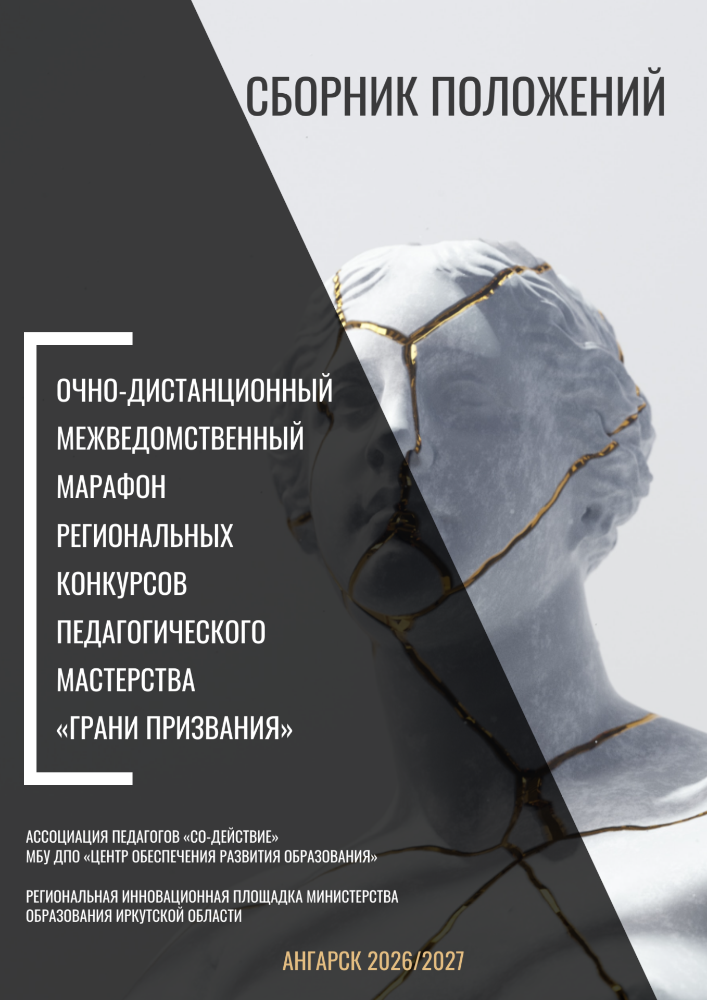 СБОРНИК ПОЛОЖЕНИЙ
ОЧНО-ДИСТАНЦИОННЫЙ
МЕЖВЕДОМСТВЕННЫЙ
МАРАФОН
РЕГИОНАЛЬНЫХ
КОНКУРСОВ
ПЕДАГОГИЧЕСКОГО
МАСТЕРСТВА
«ГРАНИ ПРИЗВАНИЯ»
АССОЦИАЦИЯ ПЕДАГОГОВ «СО-ДЕЙСТВИЕ»
МБУ ДПО «ЦЕНТР ОБЕСПЕЧЕНИЯ РАЗВИТИЯ ОБРАЗОВАНИЯ»
РЕГИОНАЛЬНАЯ ИННОВАЦИОННАЯ ПЛОЩАДКА МИНИСТЕРСТВА
ОБРАЗОВАНИЯ ИРКУТСКОЙ ОБЛАСТИ
АНГАРСК 2026/2027